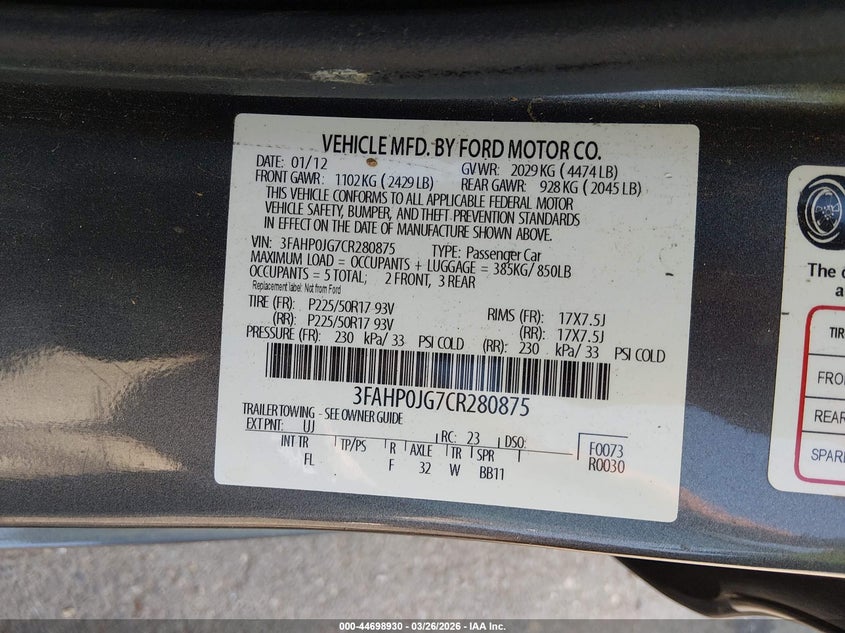 VEHICLE MFD. BY FORD MOTOR CO.
DATE: 01/12 GVWR: 2029 KG ( 4474 LB)
FRONT GAWR: 1102 KG ( 2429 LB) REAR GAWR: 928 KG ( 2045 LB)
THIS VEHICLE CONFORMS TO ALL APPLICABLE FEDERAL MOTOR
VEHICLE SAFETY, BUMPER, AND THEFT PREVENTION STANDARDS
IN EFFECT ON THE DATE OF MANUFACTURE SHOWN ABOVE.
VIN: 3FAHP0JG7CR280875 TYPE: Passenger Car
MAXIMUM LOAD = OCCUPANTS + LUGGAGE = 385KG/ 850LB
OCCUPANTS = 5 TOTAL; 2 FRONT, 3 REAR
Replacement label: Not from Ford
TIRE (FR): P225/50R17 93V RIMS (FR): 17X7.5J
(RR): P225/50R17 93V (RR): 17X7.5J
PRESSURE (FR): 230 kPa/ 33 PSI COLD (RR): 230 kPa/ 33 PSI COLD
3FAHP0JG7CR280875
TRAILER TOWING - SEE OWNER GUIDE
EXT PNT: UJ RC: 23 DSO: F0073
INT TR TP/PS R AXLE TR SPR R0030
FL F 32 W BB11
The
a
TIR
FRO
REAR
SPARE
000-44698930 - 03/26/2026 - IAA Inc.